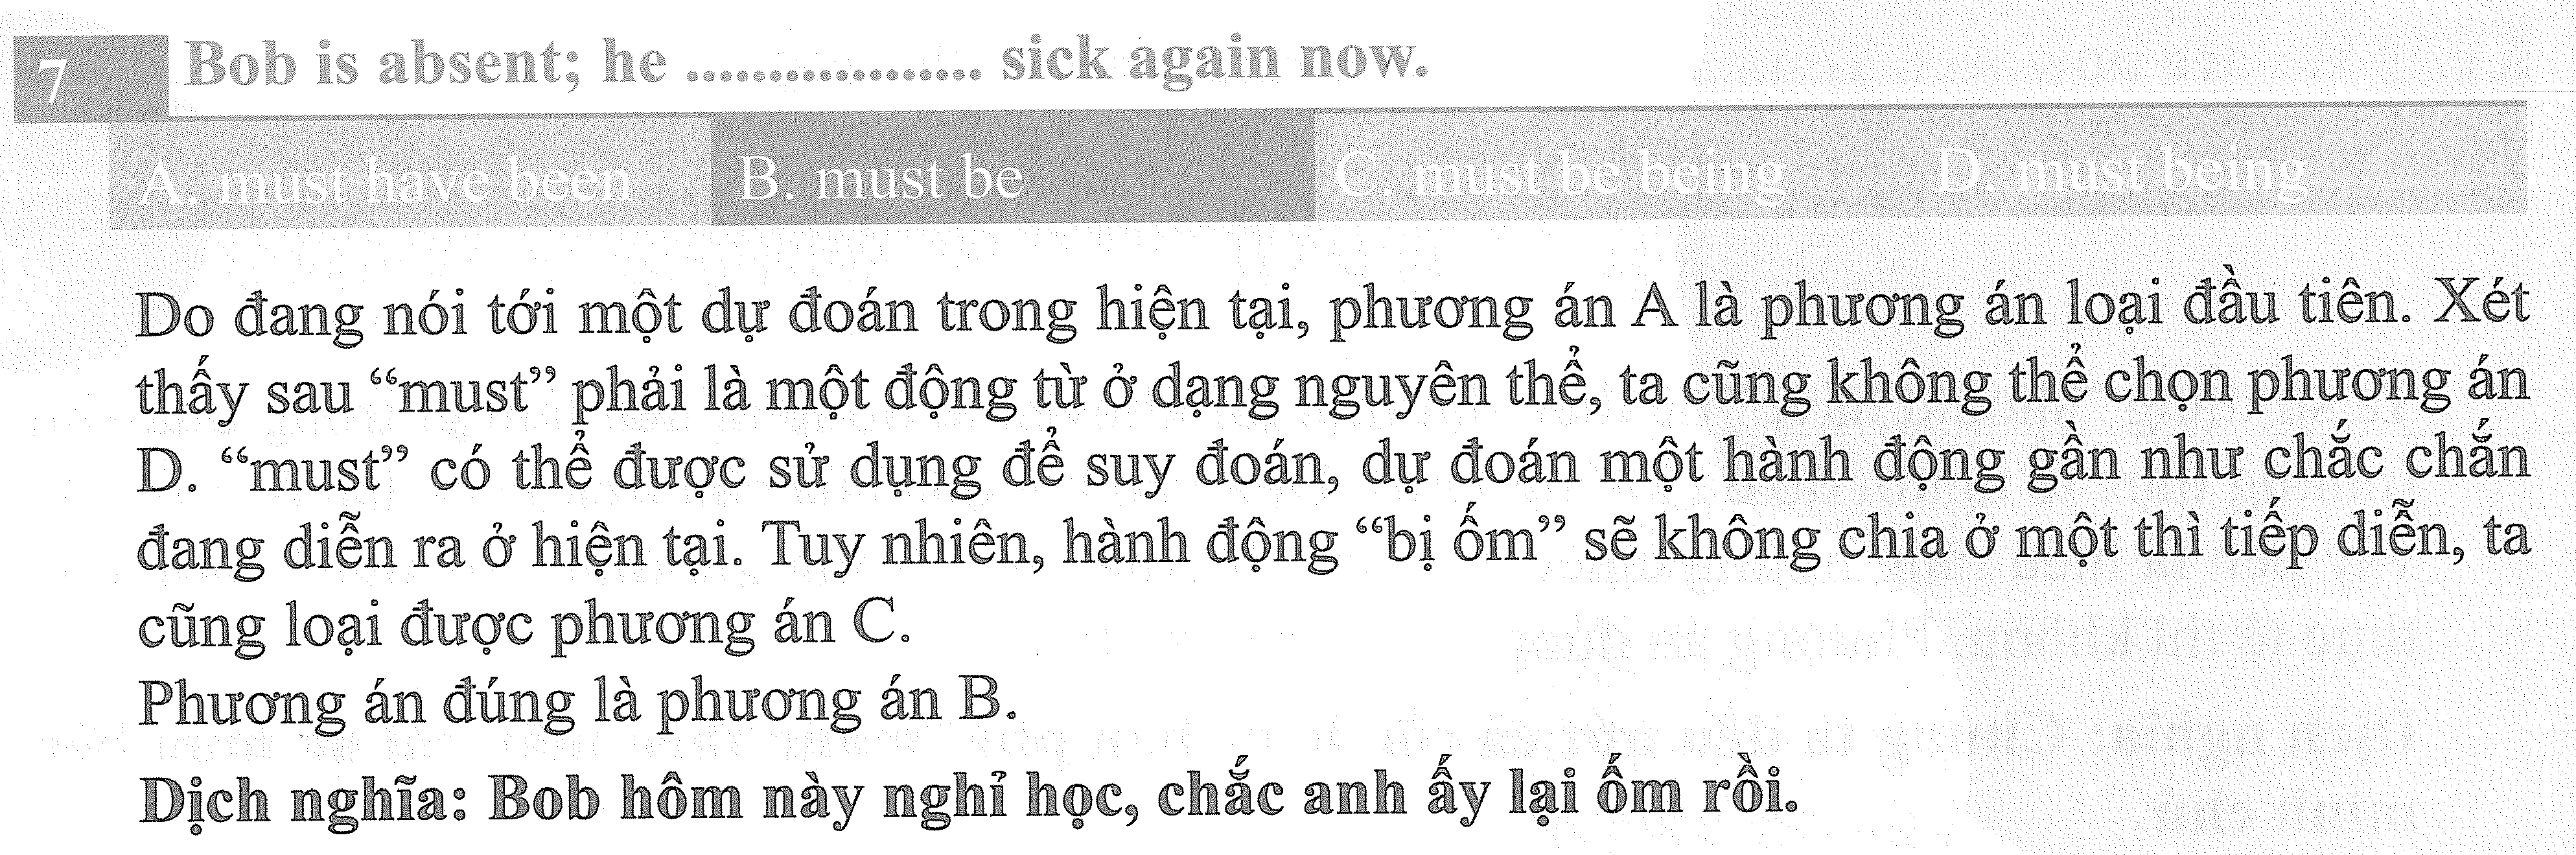 7 Bob is absent; he .................. sick again now.
A. must have been B. must be C. must be being D. must being
Do đang nói tới một dự đoán trong hiện tại, phương án A là phương án loại đầu tiên. Xét
thấy sau “must” phải là một động từ ở dạng nguyên thể, ta cũng không thể chọn phương án
D. “must” có thể được sử dụng để suy đoán, dự đoán một hành động gần như chắc chắn
đang diễn ra ở hiện tại. Tuy nhiên, hành động “bị ốm” sẽ không chia ở một thì tiếp diễn, ta
cũng loại được phương án C.
Phương án đúng là phương án B.
Dịch nghĩa: Bob hôm này nghỉ học, chắc anh ấy lại ốm rồi.